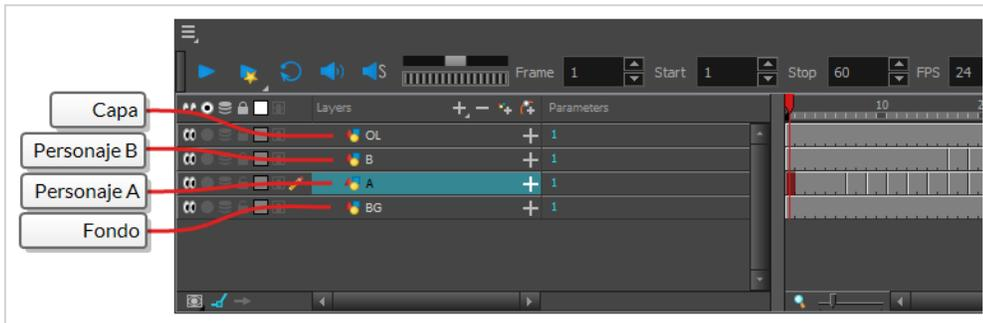 S Frame 1 Start 1 Stop 60 FPS 24
Layers Parameters 10 2
Capa
OL 1
Personaje B
B 1
Personaje A
A 1
Fondo
BG 1